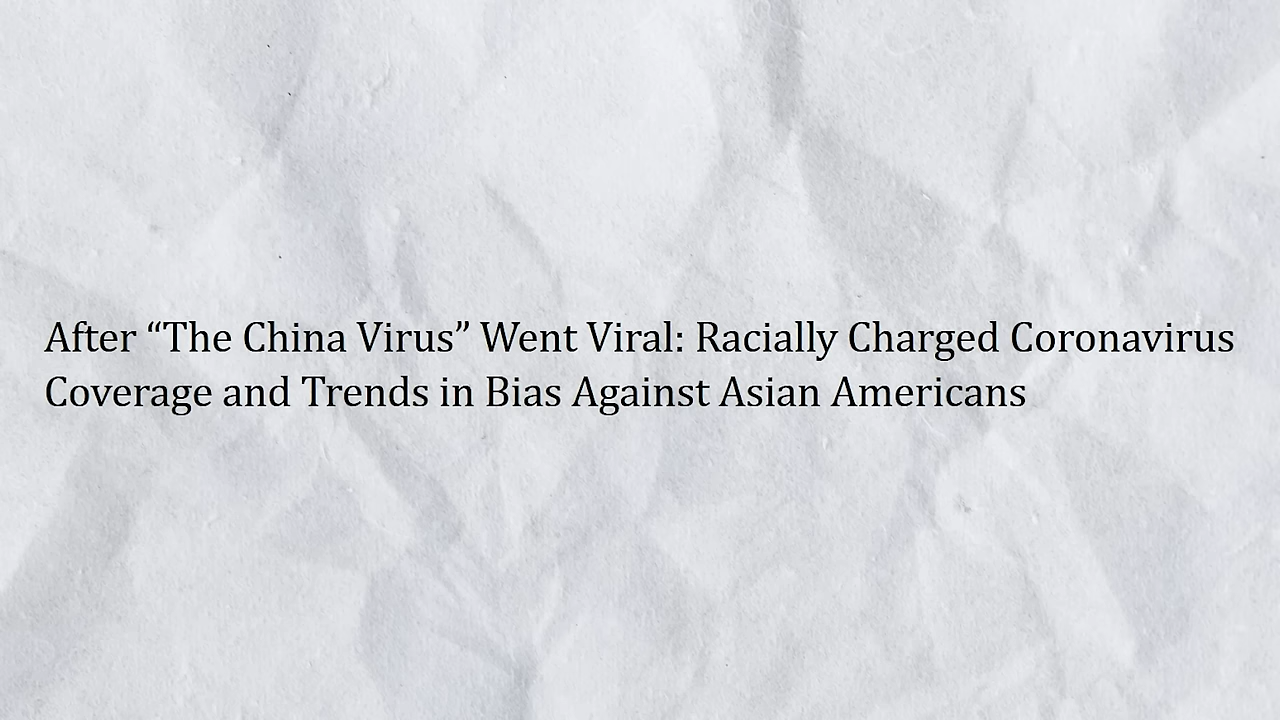 After “The China Virus” Went Viral: Racially Charged Coronavirus
Coverage and Trends in Bias Against Asian Americans